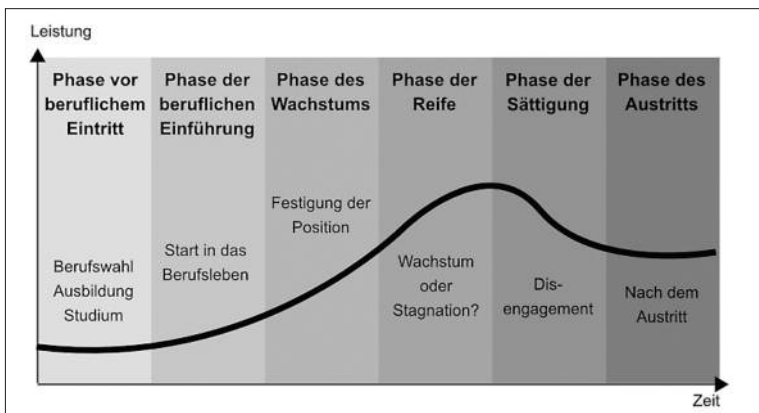 Leistung
Phase vor
beruflichem
Eintritt
Phase der
beruflichen
Einführung
Phase des
Wachstums
Phase der
Reife
Phase der
Sättigung
Phase des
Austritts
Berufswahl
Ausbildung
Studium
Start in das
Berufsleben
Festigung der
Position
Wachstum
oder
Stagnation?
Dis-
engagement
Nach dem
Austritt
Zeit